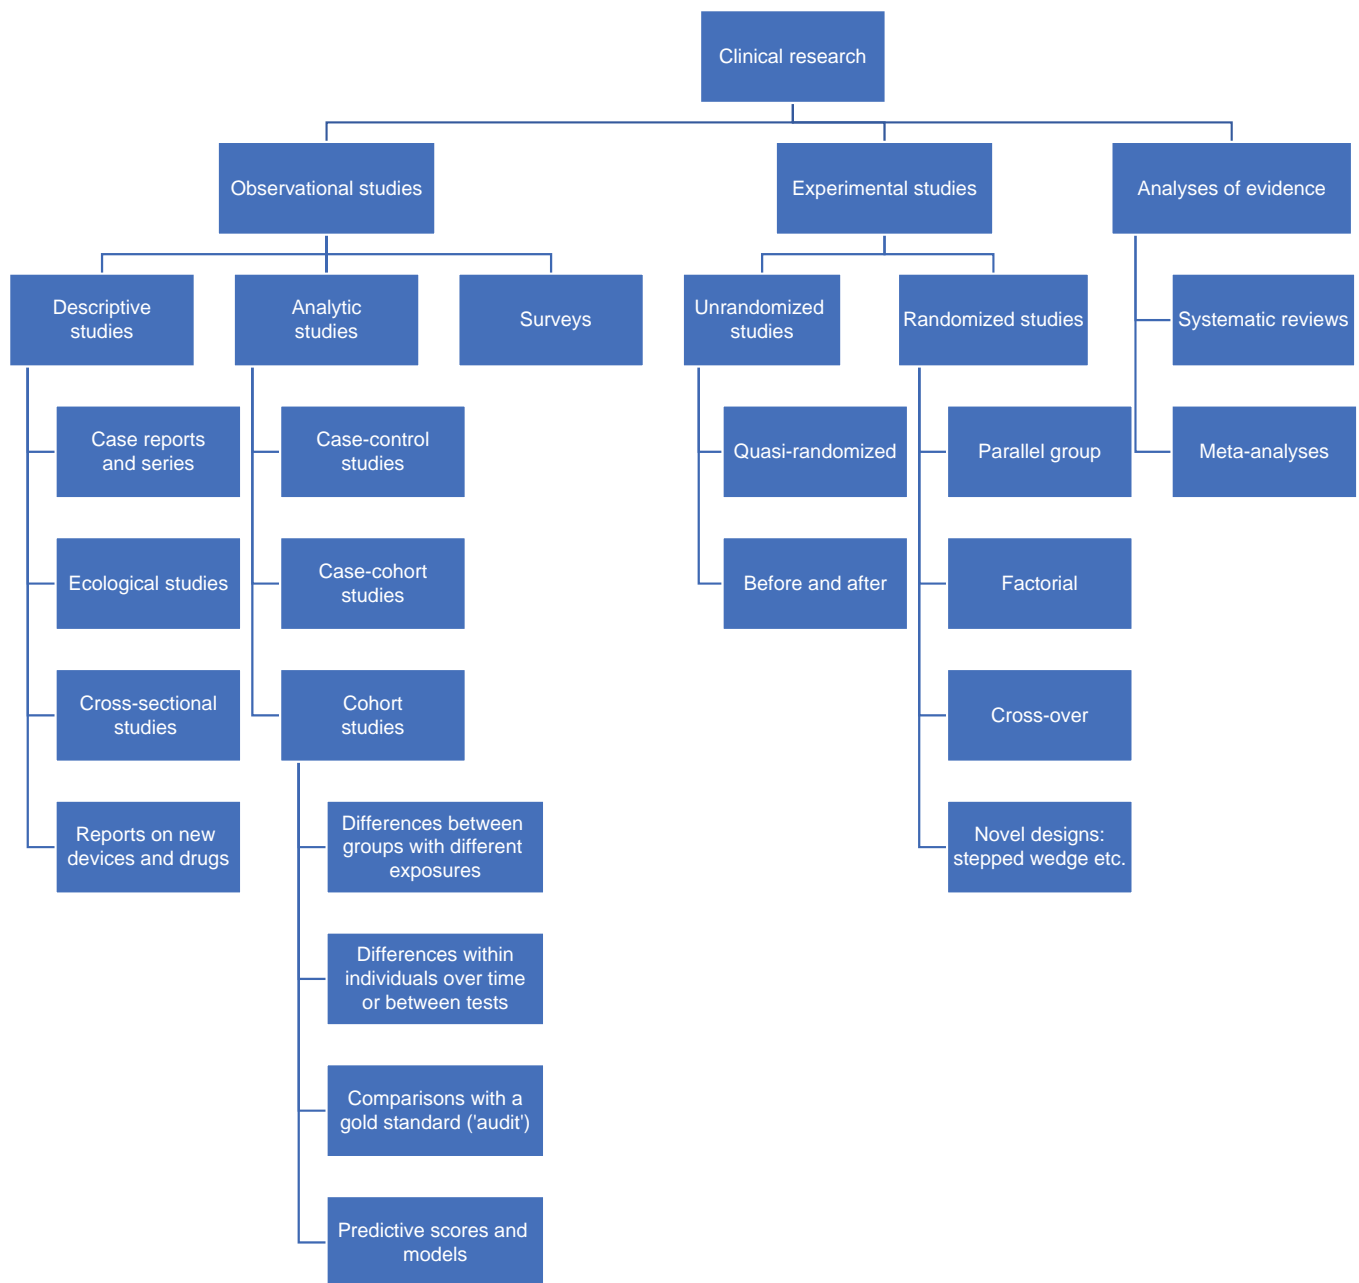 Clinical research
Observational studies
Experimental studies
Analyses of evidence
Descriptive
studies
Analytic
studies
Surveys
Unrandomized
studies
Randomized studies
Systematic reviews
Case reports
and series
Case-control
studies
Quasi-randomized
Parallel group
Meta-analyses
Ecological studies
Case-cohort
studies
Before and after
Factorial
Cross-sectional
studies
Cohort
studies
Cross-over
Reports on new
devices and drugs
Differences between
groups with different
exposures
Novel designs:
stepped wedge etc.
Differences within
individuals over time
or between tests
Comparisons with a
gold standard ('audit')
Predictive scores and
models